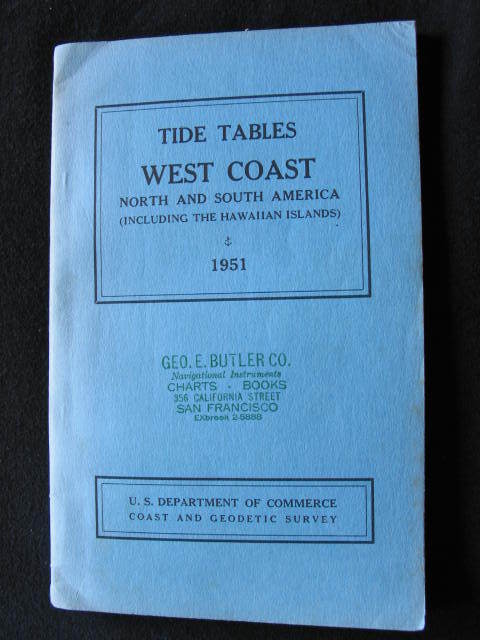 TIDE TABLES
WEST COAST
NORTH AND SOUTH AMERICA
(INCLUDING THE HAWAIIAN ISLANDS)
1951
GEO. E. BUTLER CO.
Navigational Instruments
CHARTS - BOOKS
356 CALIFORNIA STREET
SAN FRANCISCO
EXbrook 2-5888
U. S. DEPARTMENT OF COMMERCE
COAST AND GEODETIC SURVEY